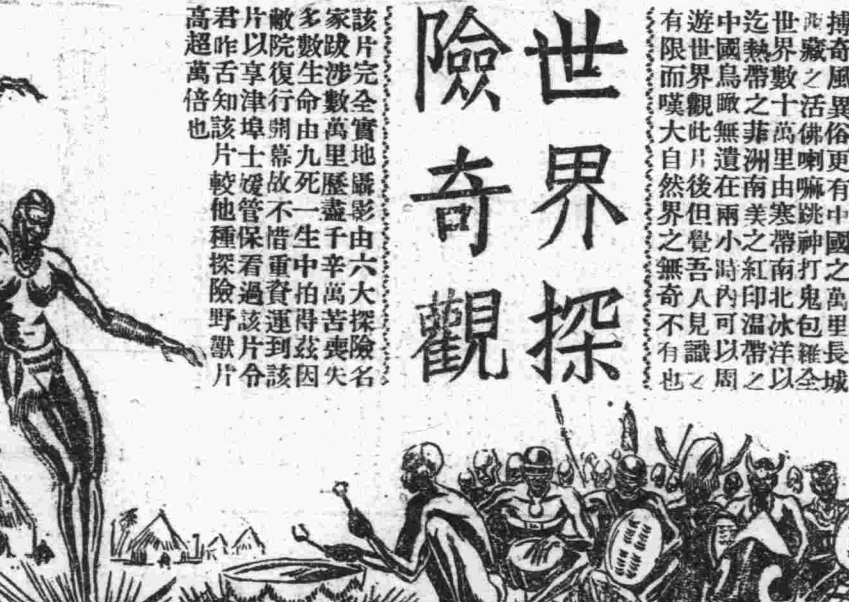 搏奇風異俗更有中國之萬里長城
西藏之活佛喇嘛跳神打鬼包羅全
世界數十萬里由寒帶南北冰洋以
迄熱帶之菲洲南美之紅印溫帶之
中國鳥瞰無遺在兩小時內可以周
遊世界觀此片後但覺吾人見識之
有限而嘆大自然界之無奇不有也
世界探
險奇觀
該片完全實地攝影由六大探險名
家跋涉數萬里歷盡千辛萬苦喪失
多數生命由九死一生中拍得茲因
敝院復行開幕故不惜重資運到該
片以享津埠士媛管保看過該片令
君咋舌知該片較他種探險野獸片
高超萬倍也